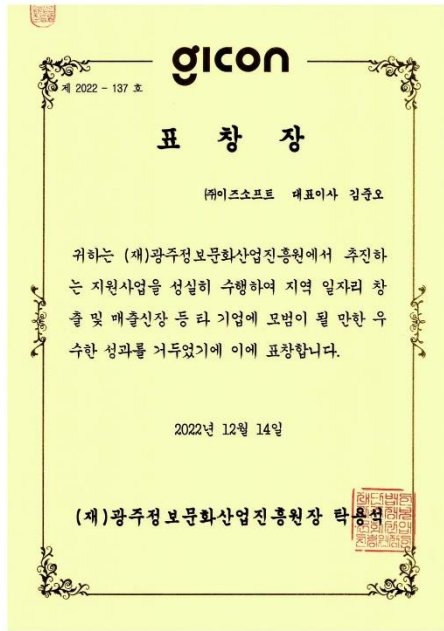 gicon
제 2022 - 137 호
표 창 장
㈜이즈소프트 대표이사 김준오
귀하는 (재)광주정보문화산업진흥원에서 추진하
는 지원사업을 성실히 수행하여 지역 일자리 창
출 및 매출신장 등 타 기업에 모범이 될 만한 우
수한 성과를 거두었기에 이에 표창합니다.
2022년 12월 14일
(재)광주정보문화산업진흥원장 탁용석